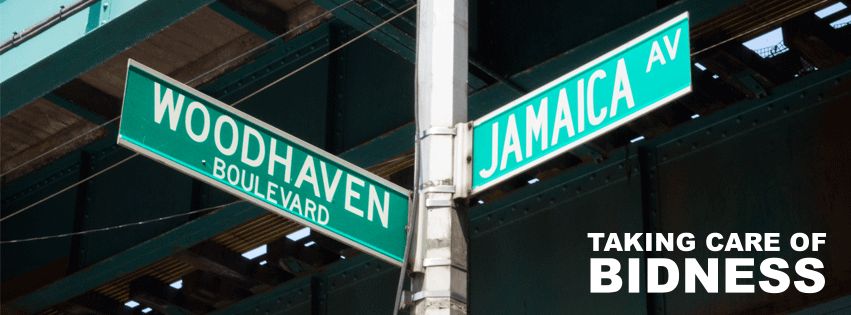 WOODHAVEN
BOULEVARD
JAMAICA AV
TAKING CARE OF
BIDNESS